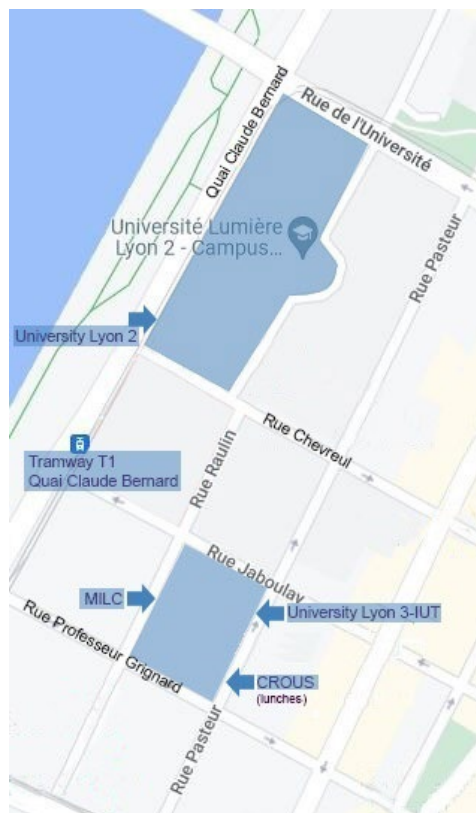 Quai Claude Bernard
Rue de l'Université
Université Lumière
Lyon 2 - Campus...
Rue Pasteur
University Lyon 2
Rue Chevreul
Rue Raulin
Tramway T1
Quai Claude Bernard
Rue Jaboulay
MILC
University Lyon 3-IUT
Rue Professeur Grignard
CROUS
(lunches.)
Rue Pasteur